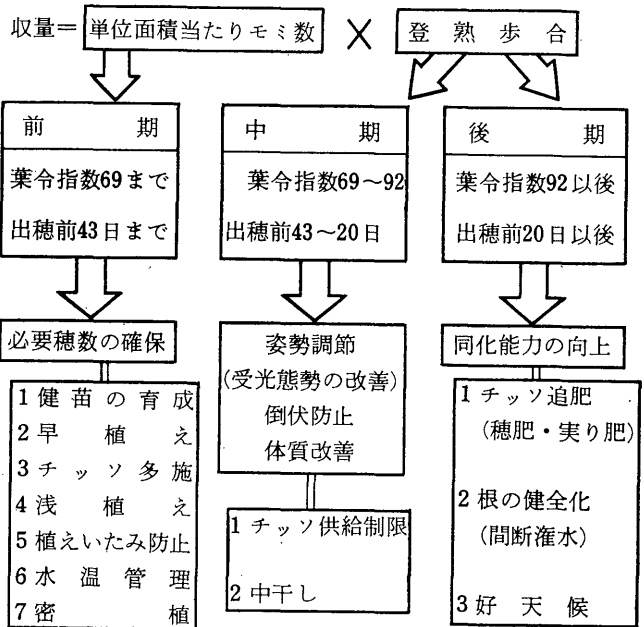 収量＝単位面積当たりモミ数 × 登熟歩合
前期
葉令指数69まで
出穂前43日まで
必要穂数の確保
1 健苗の育成
2 早植え
3 チッソ多施
4 浅植え
5 植えいたみ防止
6 水温管理
7 密植
中期
葉令指数69～92
出穂前43～20日
姿勢調節
(受光態勢の改善)
倒伏防止
体質改善
1 チッソ供給制限
2 中干し
後期
葉令指数92以後
出穂前20日以後
同化能力の向上
1 チッソ追肥
(穂肥・実り肥)
2 根の健全化
(間断潅水)
3 好天候